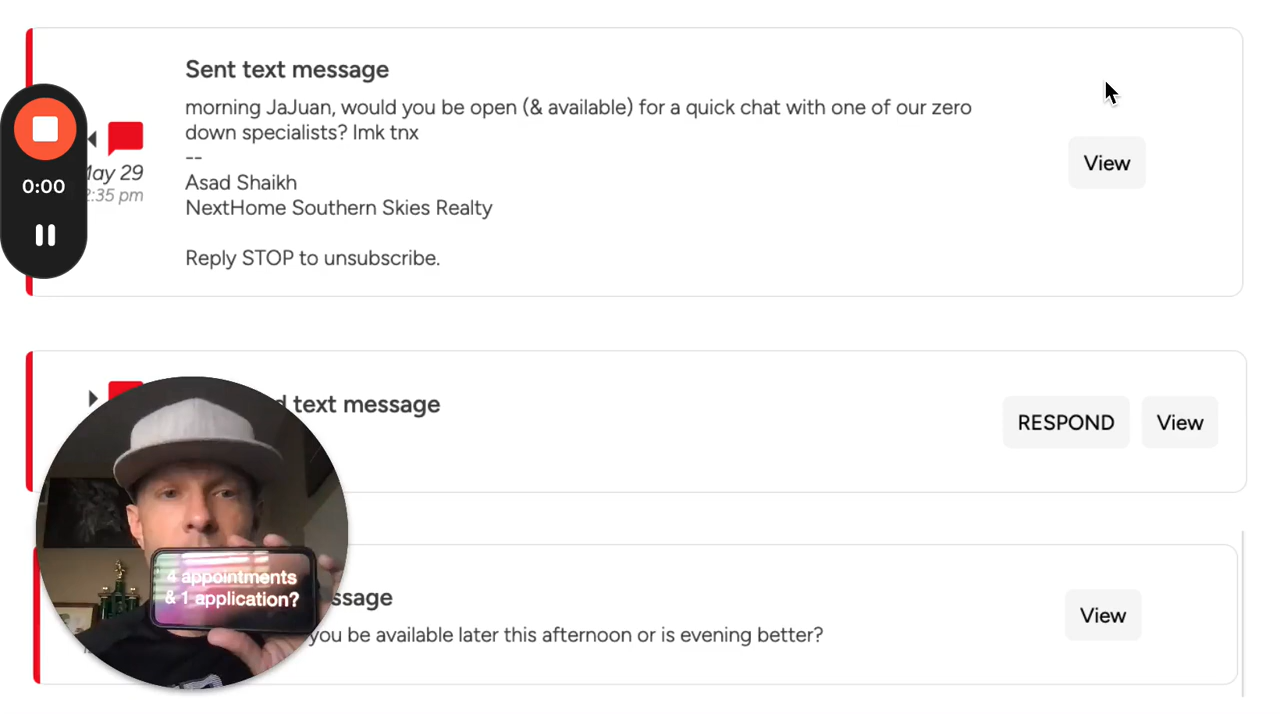 Sent text message
morning JaJuan, would you be open (& available) for a quick chat with one of our zero
down specialists? lmk tnx
--
Asad Shaikh
NextHome Southern Skies Realty
Reply STOP to unsubscribe.
View
0:00
May 29
2:35 pm
text message
RESPOND
View
4 appointments
& 1 application?
you be available later this afternoon or is evening better?
View